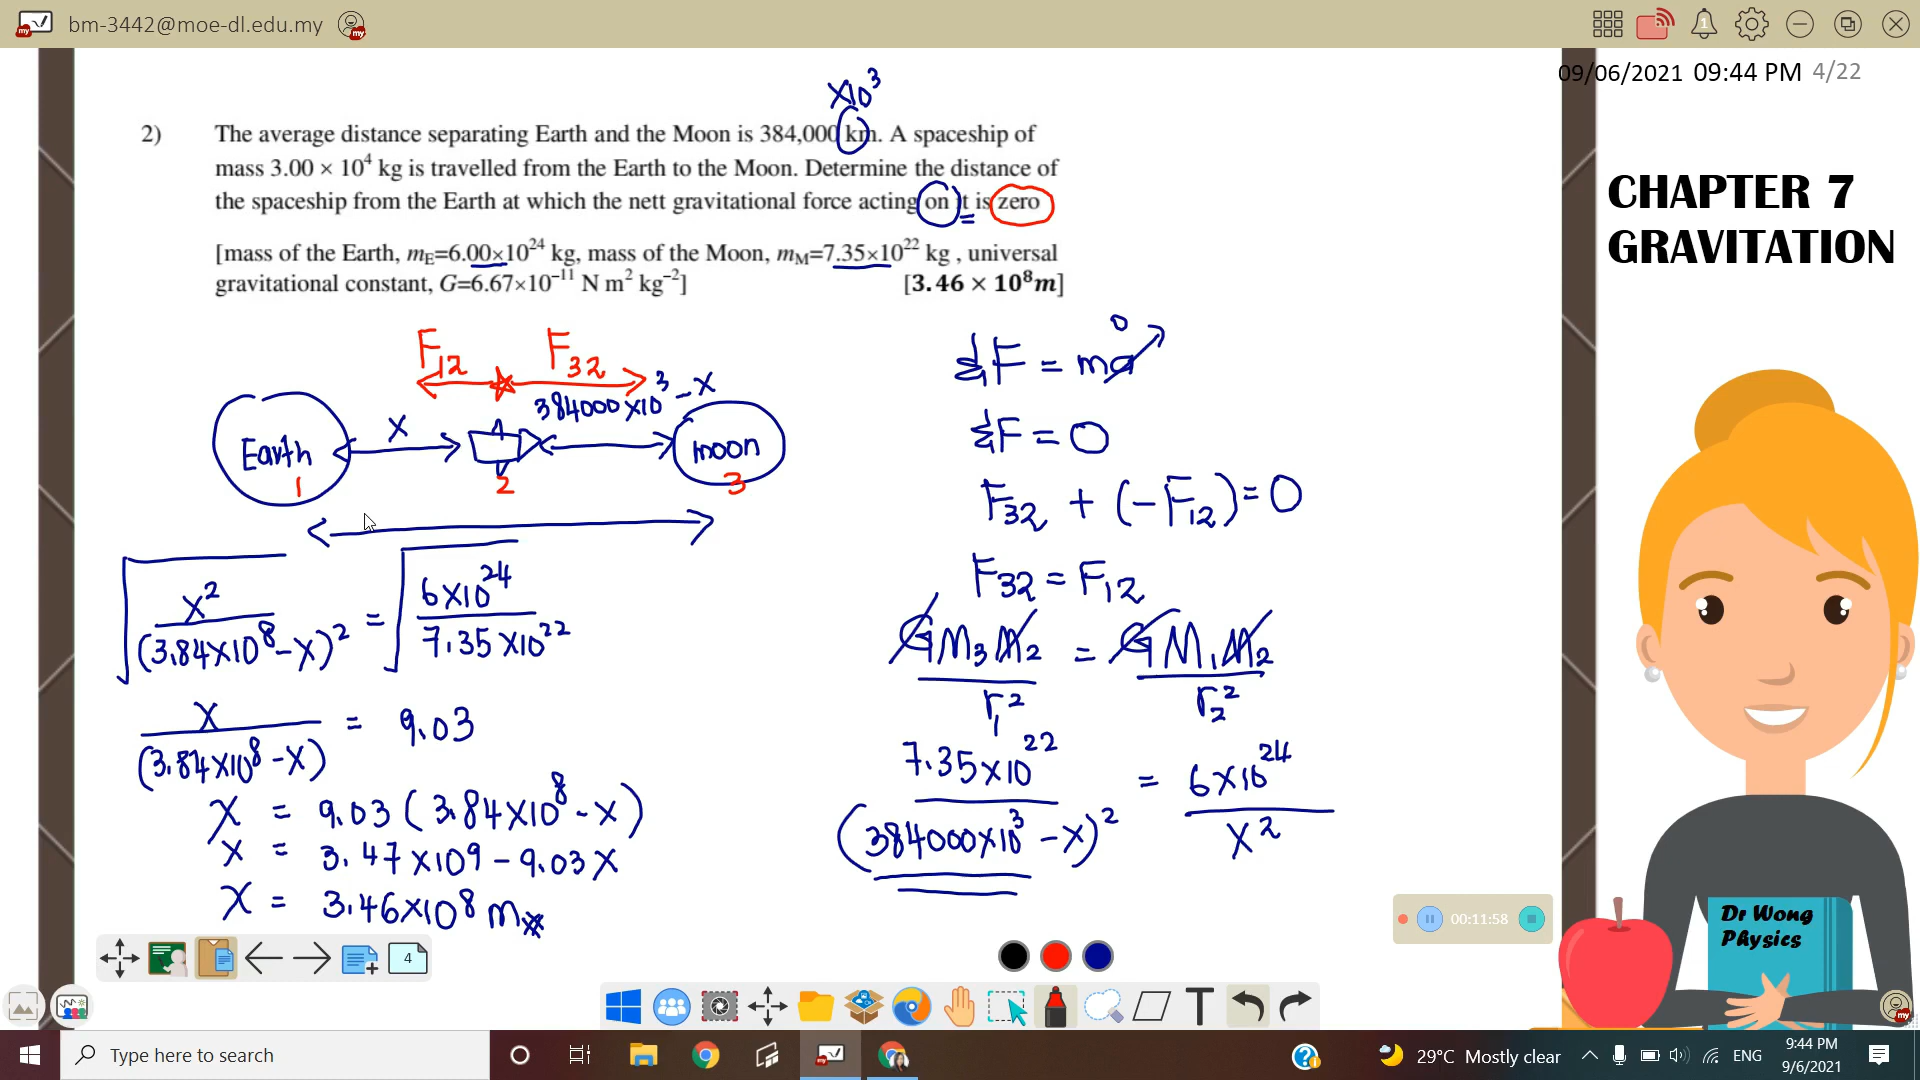 bm-3442@moe-dl.edu.my
09/06/2021 09:44 PM 4/22
CHAPTER 7
GRAVITATION
×10³
2) The average distance separating Earth and the Moon is 384,000 km. A spaceship of
mass 3.00 × 10⁴ kg is travelled from the Earth to the Moon. Determine the distance of
the spaceship from the Earth at which the nett gravitational force acting on it is zero
[mass of the Earth, mE=6.00×10²⁴ kg, mass of the Moon, mM=7.35×10²² kg , universal
gravitational constant, G=6.67×10⁻¹¹ N m² kg⁻²] [3.46 × 10⁸m]
F12 F32
384000×10³ - x
x
Earth
1
2
moon
3
x² / (3.84×10⁸ - x)² = 6×10²⁴ / 7.35×10²²
x / (3.84×10⁸ - x) = 9.03
x = 9.03 (3.84×10⁸ - x)
x = 3.47×10⁹ - 9.03x
x = 3.46×10⁸ m
ΣF = ma 0
ΣF = 0
F32 + (-F12) = 0
F32 = F12
GM3M2 / r1² = GM1M2 / r2²
7.35×10²² / (384000×10³ - x)² = 6×10²⁴ / x²
Dr Wong
Physics
00:11:58
4
Type here to search
29°C Mostly clear
ENG
9:44 PM
9/6/2021